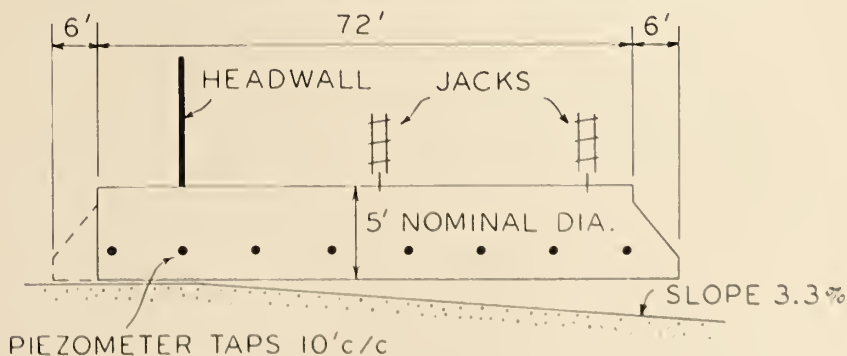 6' 72' 6'
HEADWALL JACKS
5' NOMINAL DIA.
SLOPE 3.3%
PIEZOMETER TAPS 10'c/c